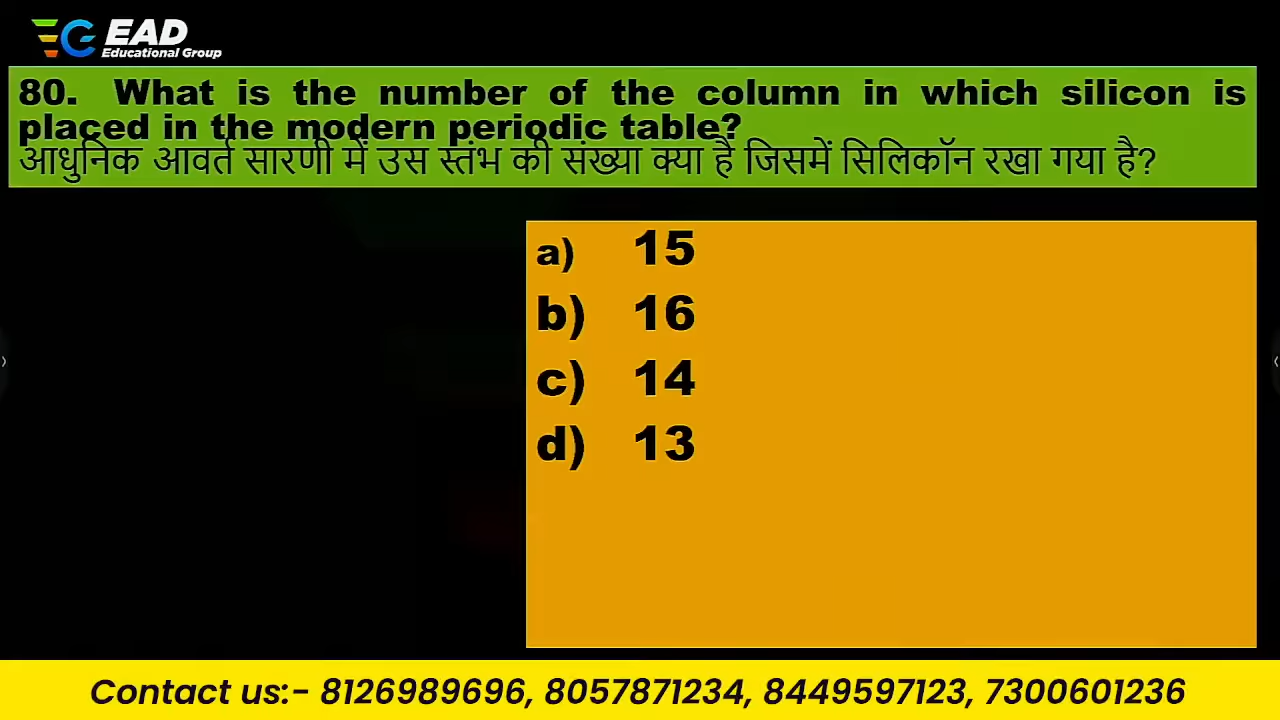 EAD
Educational Group
80. What is the number of the column in which silicon is
placed in the modern periodic table?
आधुनिक आवर्त सारणी में उस स्तंभ की संख्या क्या है जिसमें सिलिकॉन रखा गया है?
a) 15
b) 16
c) 14
d) 13
Contact us:- 8126989696, 8057871234, 8449597123, 7300601236